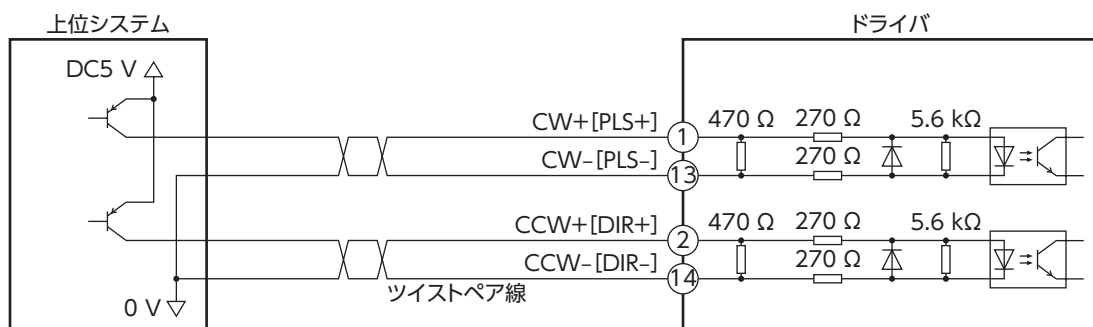 上位システム
ドライバ
DC5 V
CW+[PLS+]
1
470 Ω
270 Ω
5.6 kΩ
CW-[PLS-]
13
270 Ω
CCW+[DIR+]
2
470 Ω
270 Ω
5.6 kΩ
CCW-[DIR-]
14
270 Ω
ツイストペア線
0 V